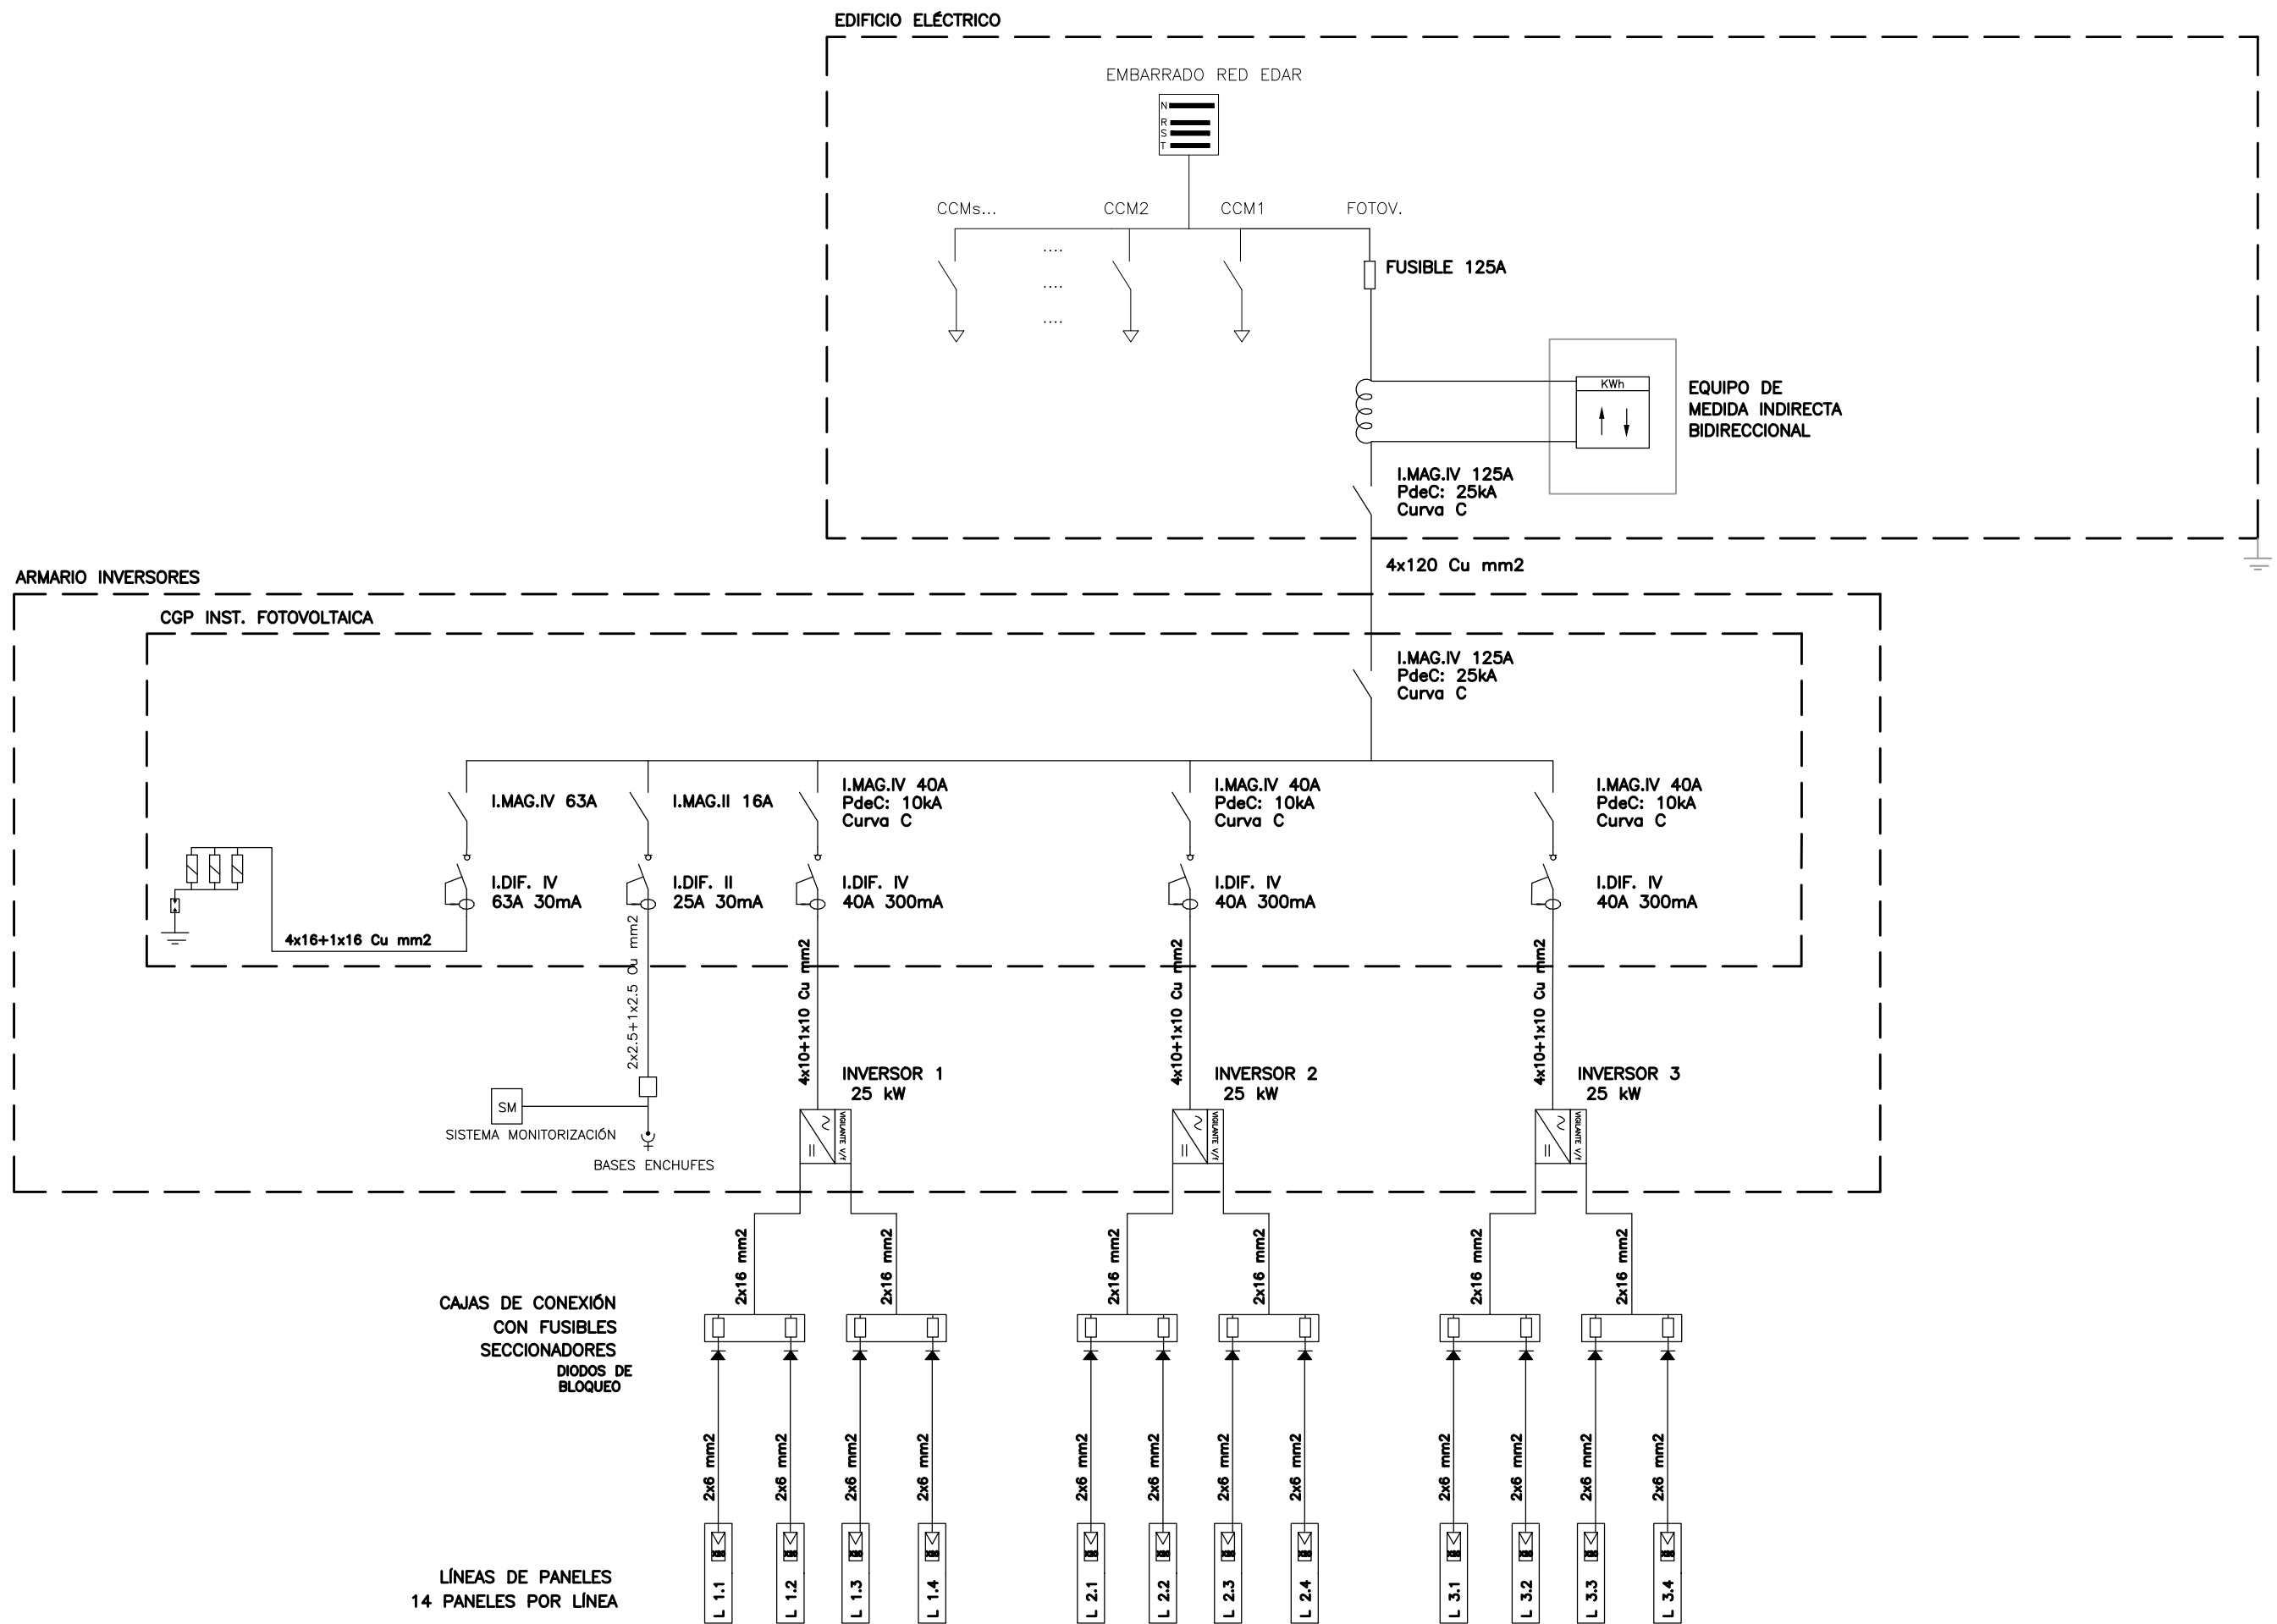 EDIFICIO ELÉCTRICO
EMBARRADO RED EDAR
N
R
S
T
CCMs...
CCM2
CCM1
FOTOV.
....
....
....
FUSIBLE 125A
KWh
EQUIPO DE
MEDIDA INDIRECTA
BIDIRECCIONAL
I.MAG.IV 125A
PdeC: 25kA
Curva C
4x120 Cu mm2
ARMARIO INVERSORES
CGP INST. FOTOVOLTAICA
I.MAG.IV 125A
PdeC: 25kA
Curva C
I.MAG.IV 63A
I.MAG.II 16A
I.MAG.IV 40A
PdeC: 10kA
Curva C
I.MAG.IV 40A
PdeC: 10kA
Curva C
I.MAG.IV 40A
PdeC: 10kA
Curva C
I.DIF. IV
63A 30mA
I.DIF. II
25A 30mA
I.DIF. IV
40A 300mA
I.DIF. IV
40A 300mA
I.DIF. IV
40A 300mA
4x16+1x16 Cu mm2
2x2.5+1x2.5 Cu mm2
4x10+1x10 Cu mm2
4x10+1x10 Cu mm2
4x10+1x10 Cu mm2
INVERSOR 1
25 kW
INVERSOR 2
25 kW
INVERSOR 3
25 kW
SM
SISTEMA MONITORIZACIÓN
BASES ENCHUFES
VIGILANTE V/f
VIGILANTE V/f
VIGILANTE V/f
2x16 mm2
2x16 mm2
2x16 mm2
2x16 mm2
2x16 mm2
2x16 mm2
CAJAS DE CONEXIÓN
CON FUSIBLES
SECCIONADORES
DIODOS DE
BLOQUEO
2x6 mm2
2x6 mm2
2x6 mm2
2x6 mm2
2x6 mm2
2x6 mm2
2x6 mm2
2x6 mm2
2x6 mm2
2x6 mm2
2x6 mm2
2x6 mm2
LÍNEAS DE PANELES
14 PANELES POR LÍNEA
L 1.1
L 1.2
L 1.3
L 1.4
L 2.1
L 2.2
L 2.3
L 2.4
L 3.1
L 3.2
L 3.3
L 3.4